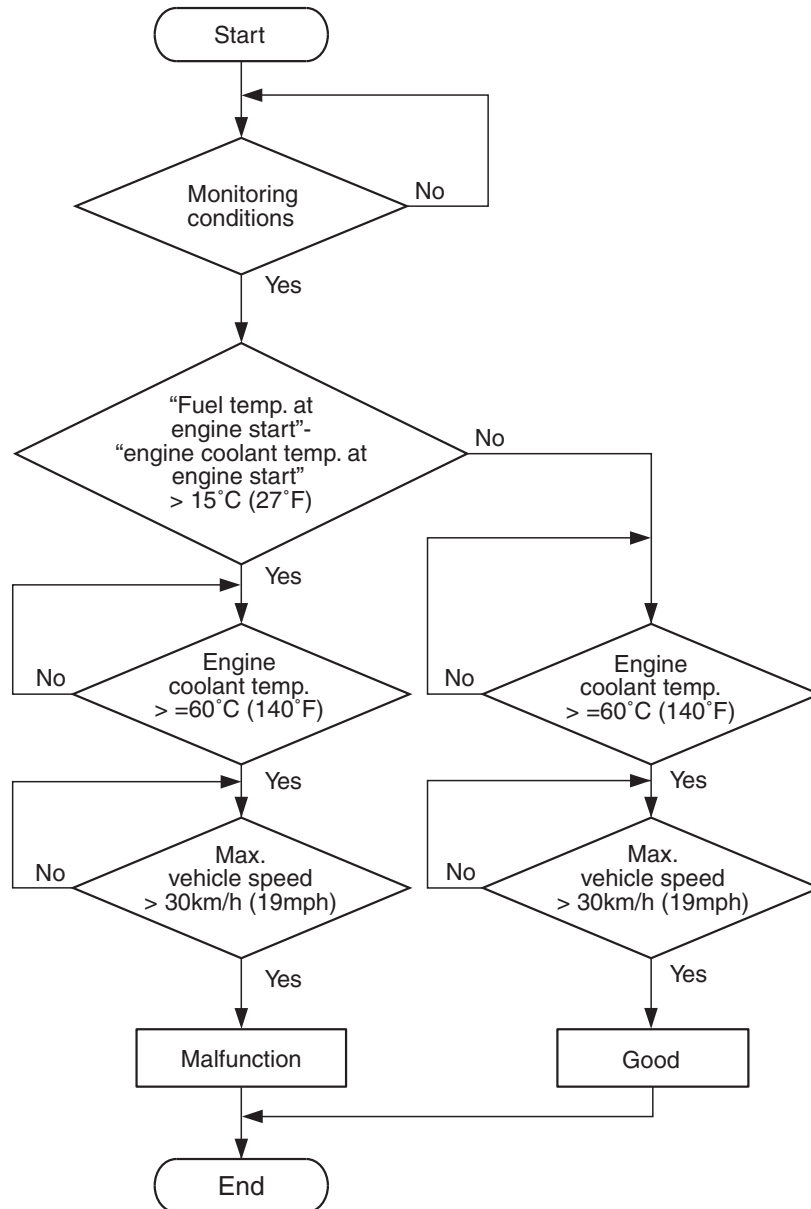 Start
Monitoring
conditions
No
Yes
“Fuel temp. at
engine start”-
“engine coolant temp. at
engine start”
> 15˚C (27˚F)
No
Yes
Engine
coolant temp.
> =60˚C (140˚F)
No
Yes
Max.
vehicle speed
> 30km/h (19mph)
No
Yes
Malfunction
Engine
coolant temp.
> =60˚C (140˚F)
No
Yes
Max.
vehicle speed
> 30km/h (19mph)
No
Yes
Good
End